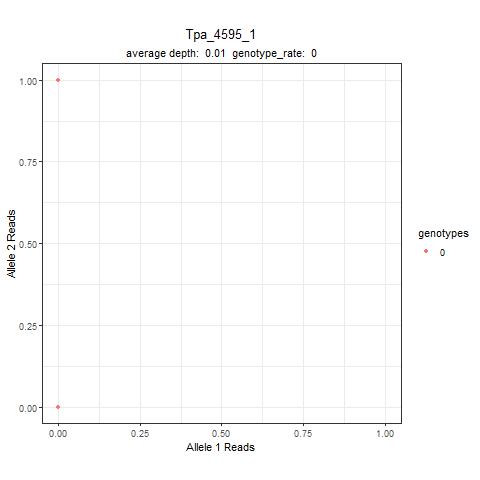 Tpa_4595_1
average depth:  0.01  genotype_rate:  0
1.00
0.75
0.50
0.25
0.00
Allele 2 Reads
0.00 0.25 0.50 0.75 1.00
Allele 1 Reads
genotypes
0